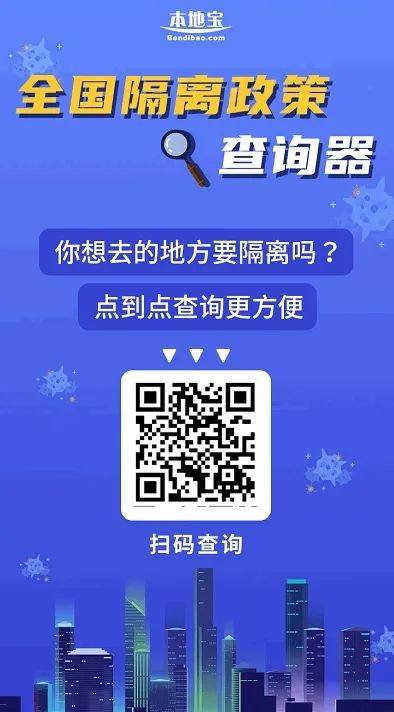 本地宝
Bendibao.com
全国隔离政策
查询器
你想去的地方要隔离吗？
点到点查询更方便
扫码查询